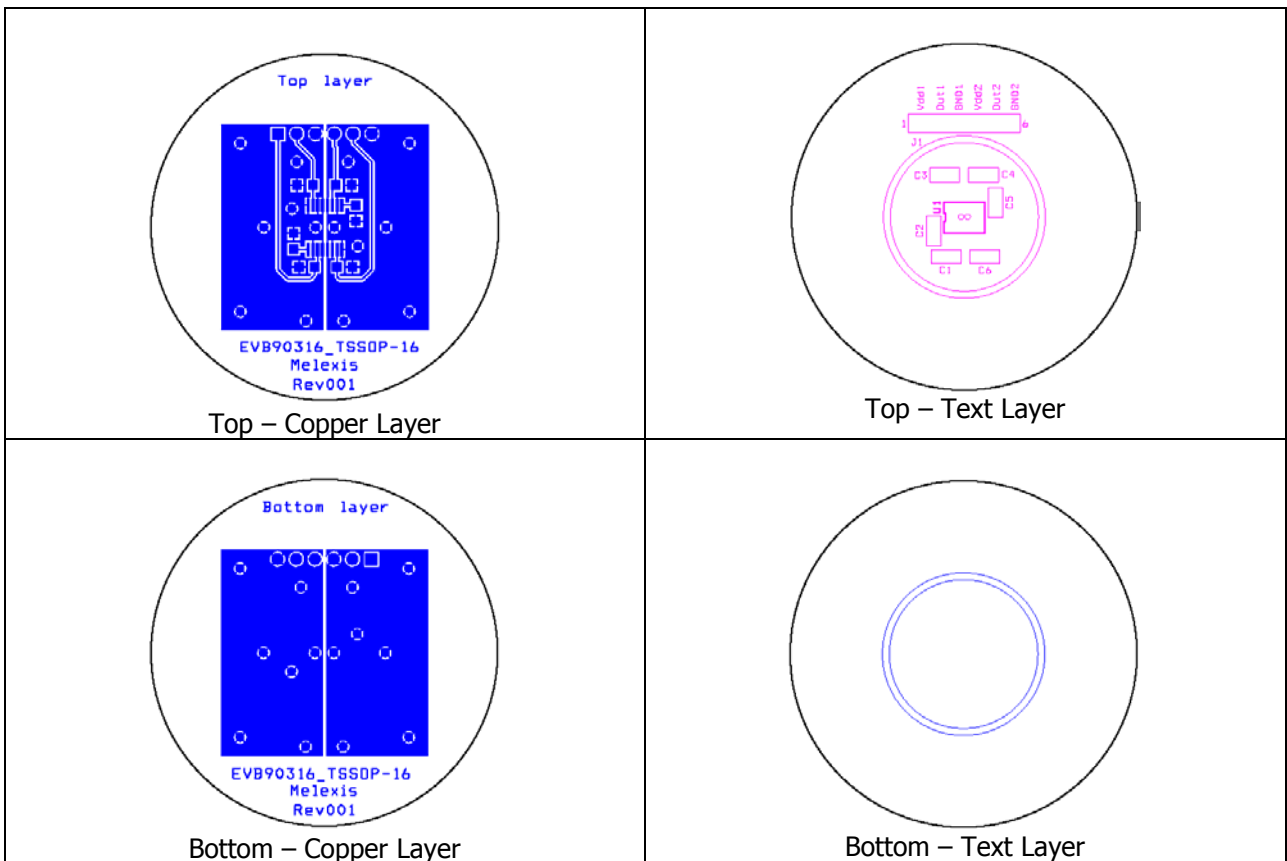 Top layer
EVB90316_TSSOP-16
Melexis
Rev001
Top – Copper Layer
Vdd1
Out1
GND1
Vdd2
Out2
GND2
1
6
J1
C3
C4
C5
U1
C2
C1
C6
Top – Text Layer
Bottom layer
EVB90316_TSSOP-16
Melexis
Rev001
Bottom – Copper Layer
Bottom – Text Layer